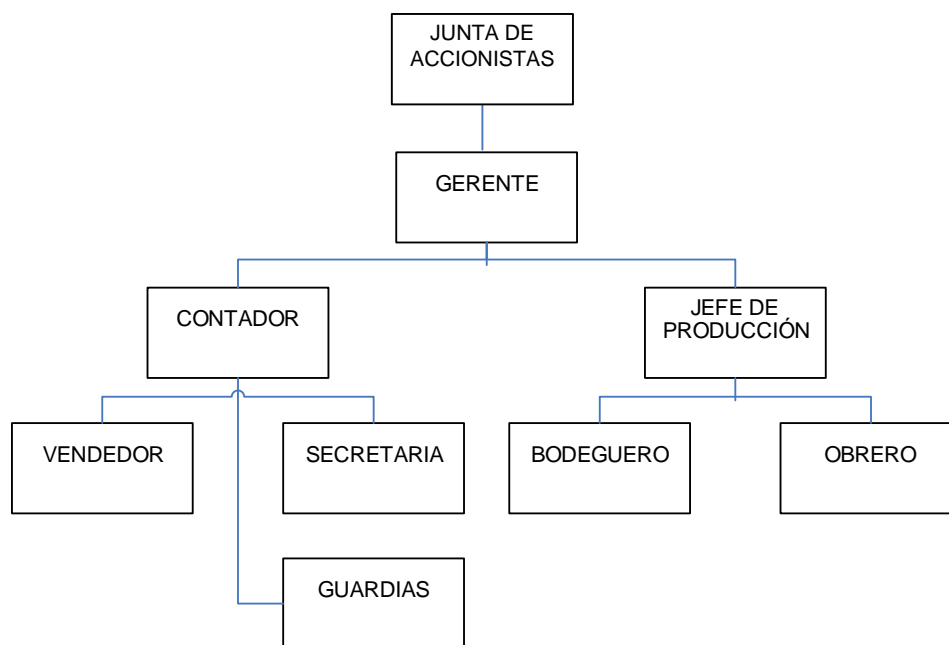 JUNTA DE
ACCIONISTAS
GERENTE
CONTADOR
JEFE DE
PRODUCCIÓN
VENDEDOR
SECRETARIA
BODEGUERO
OBRERO
GUARDIAS